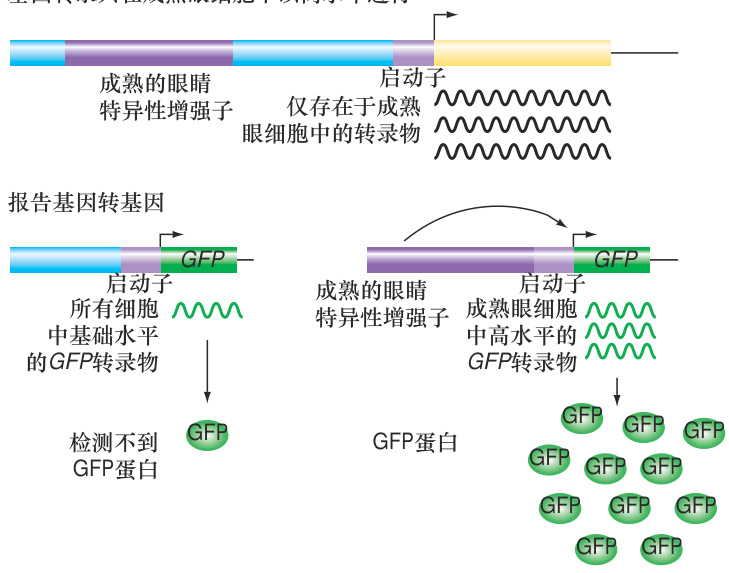 成熟的眼睛
特异性增强子
启动子
仅存在于成熟
眼细胞中的转录物
报告基因转基因
GFP
启动子
所有细胞
中基础水平
的GFP转录物
检测不到
GFP蛋白
GFP
GFP
启动子
成熟的眼睛
特异性增强子
成熟眼细胞
中高水平的
GFP转录物
GFP蛋白
GFP
GFP
GFP
GFP
GFP
GFP
GFP
GFP
GFP
GFP
GFP